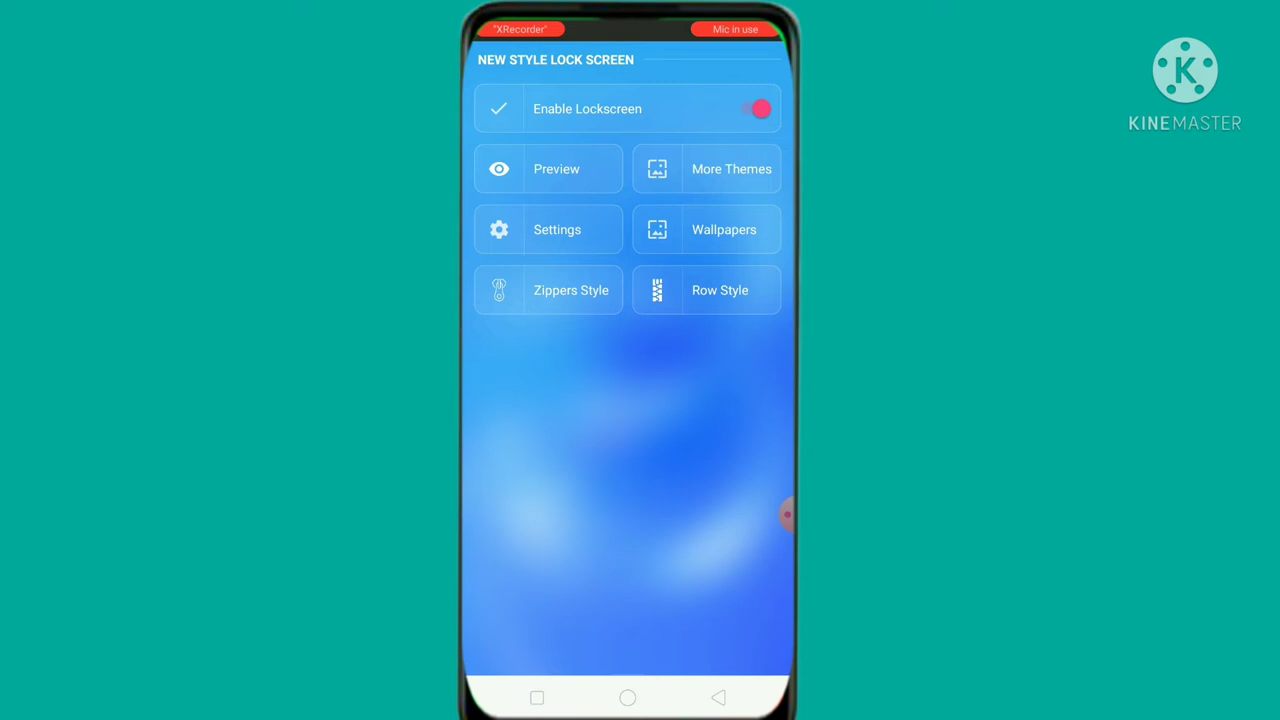 "XRecorder"
Mic in use
NEW STYLE LOCK SCREEN
Enable Lockscreen
Preview
More Themes
Settings
Wallpapers
Zippers Style
Row Style
K
KINEMASTER